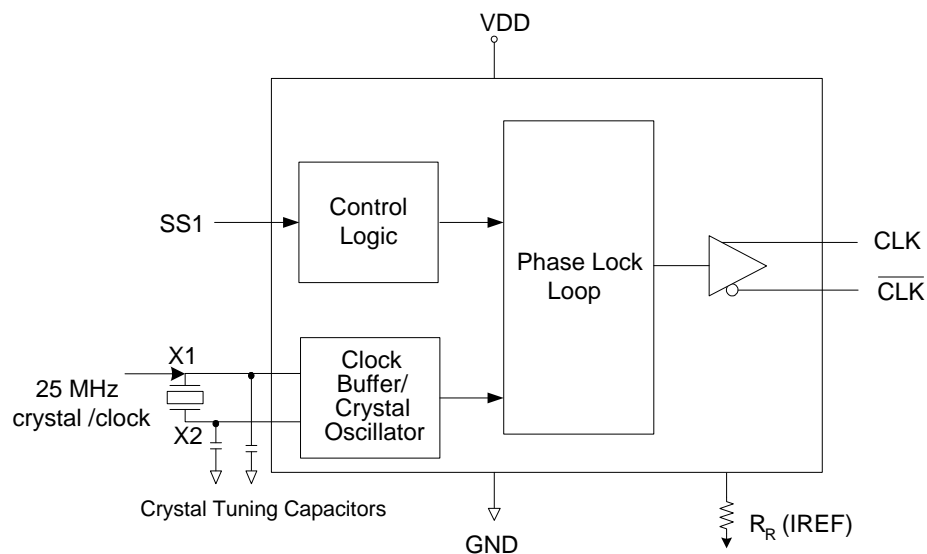 VDD
SS1
Control
Logic
Phase Lock
Loop
CLK
CLK
X1
25 MHz
crystal /clock
X2
Clock
Buffer/
Crystal
Oscillator
Crystal Tuning Capacitors
GND
RR (IREF)